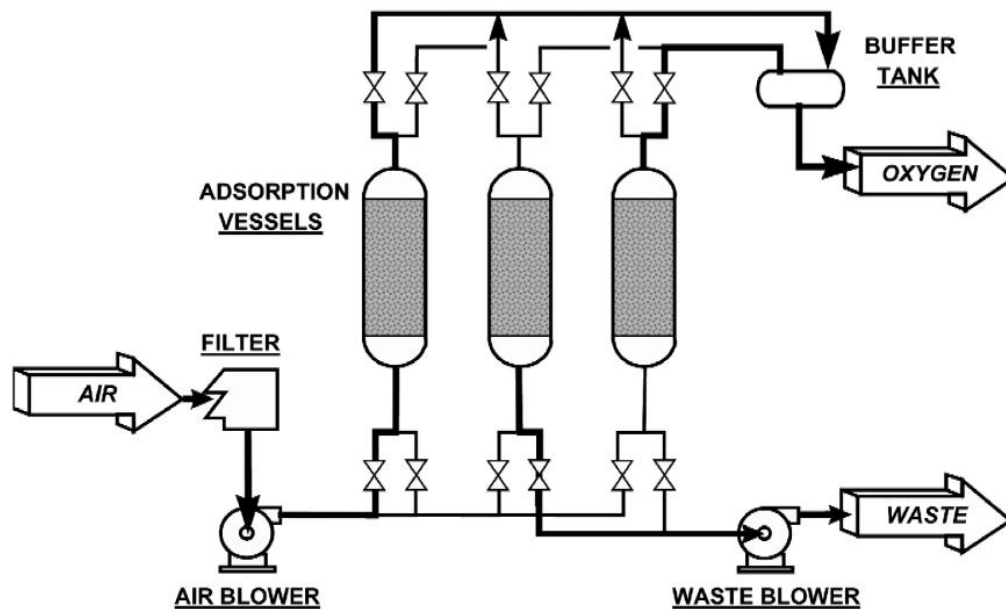 BUFFER
TANK
OXYGEN
ADSORPTION
VESSELS
FILTER
AIR
WASTE
AIR BLOWER
WASTE BLOWER